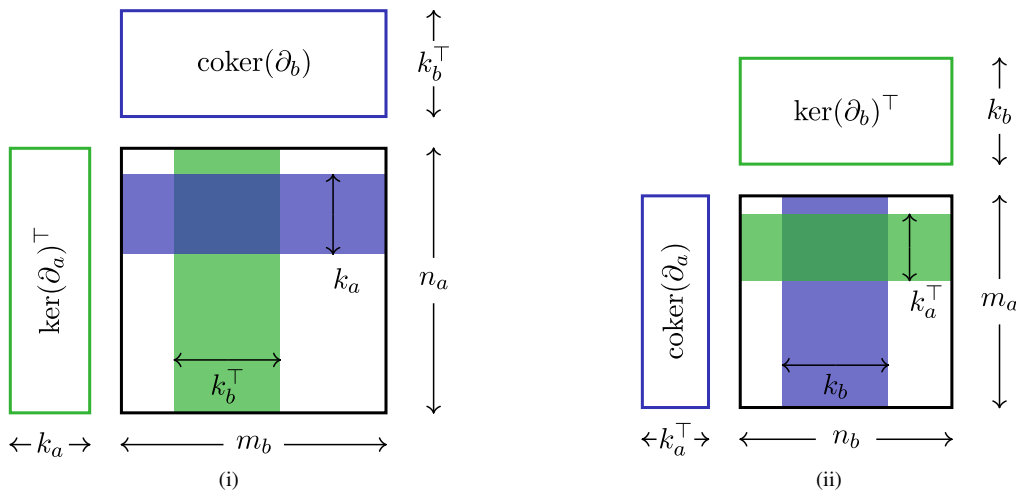 coker(∂_b)
k_b^⊤
ker(∂_a)^⊤
k_a
n_a
k_b^⊤
k_a
m_b
(i)
ker(∂_b)^⊤
k_b
coker(∂_a)
k_a^⊤
m_a
k_b
k_a^⊤
n_b
(ii)